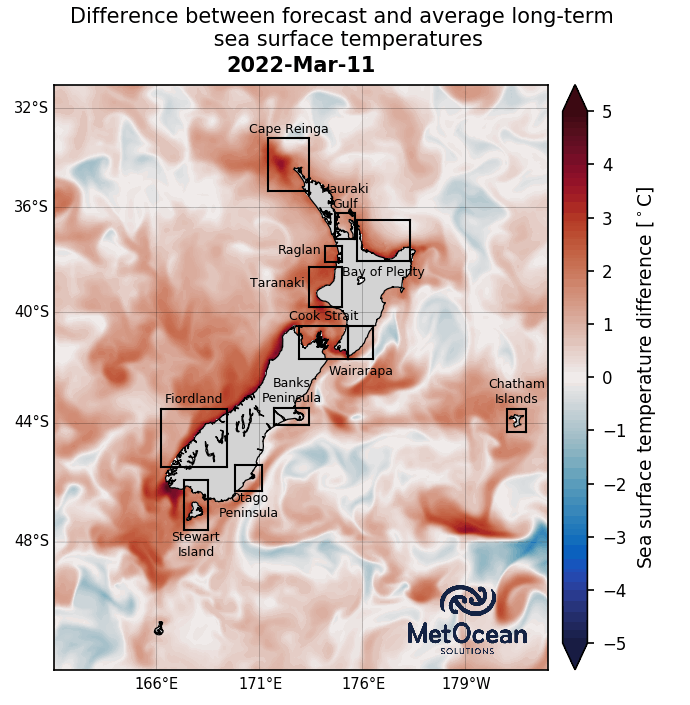 Difference between forecast and average long-term
sea surface temperatures
2022-Mar-11
32°S
36°S
40°S
44°S
48°S
Cape Reinga
Hauraki
Gulf
Raglan
Bay of Plenty
Taranaki
Cook Strait
Wairarapa
Banks
Peninsula
Fiordland
Chatham
Islands
Otago
Peninsula
Stewart
Island
MetOcean
SOLUTIONS
166°E
171°E
176°E
179°W
5
4
3
2
1
0
−1
−2
−3
−4
−5
Sea surface temperature difference [°C]